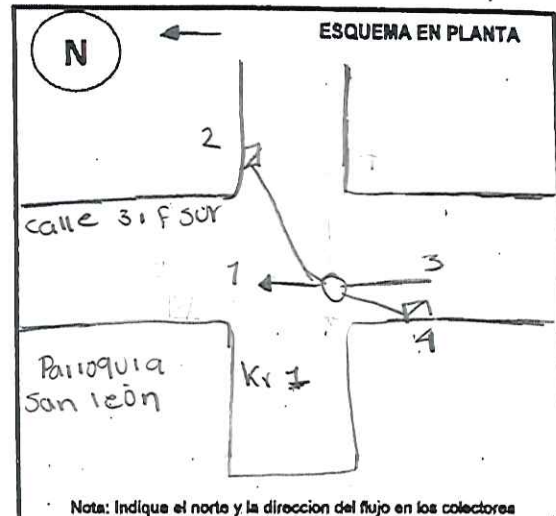 N
ESQUEMA EN PLANTA
2
calle 31 F SUR
1
3
4
Parroquia
San león
Kr 1
Nota: Indique el norte y la direccion del flujo en los colectores